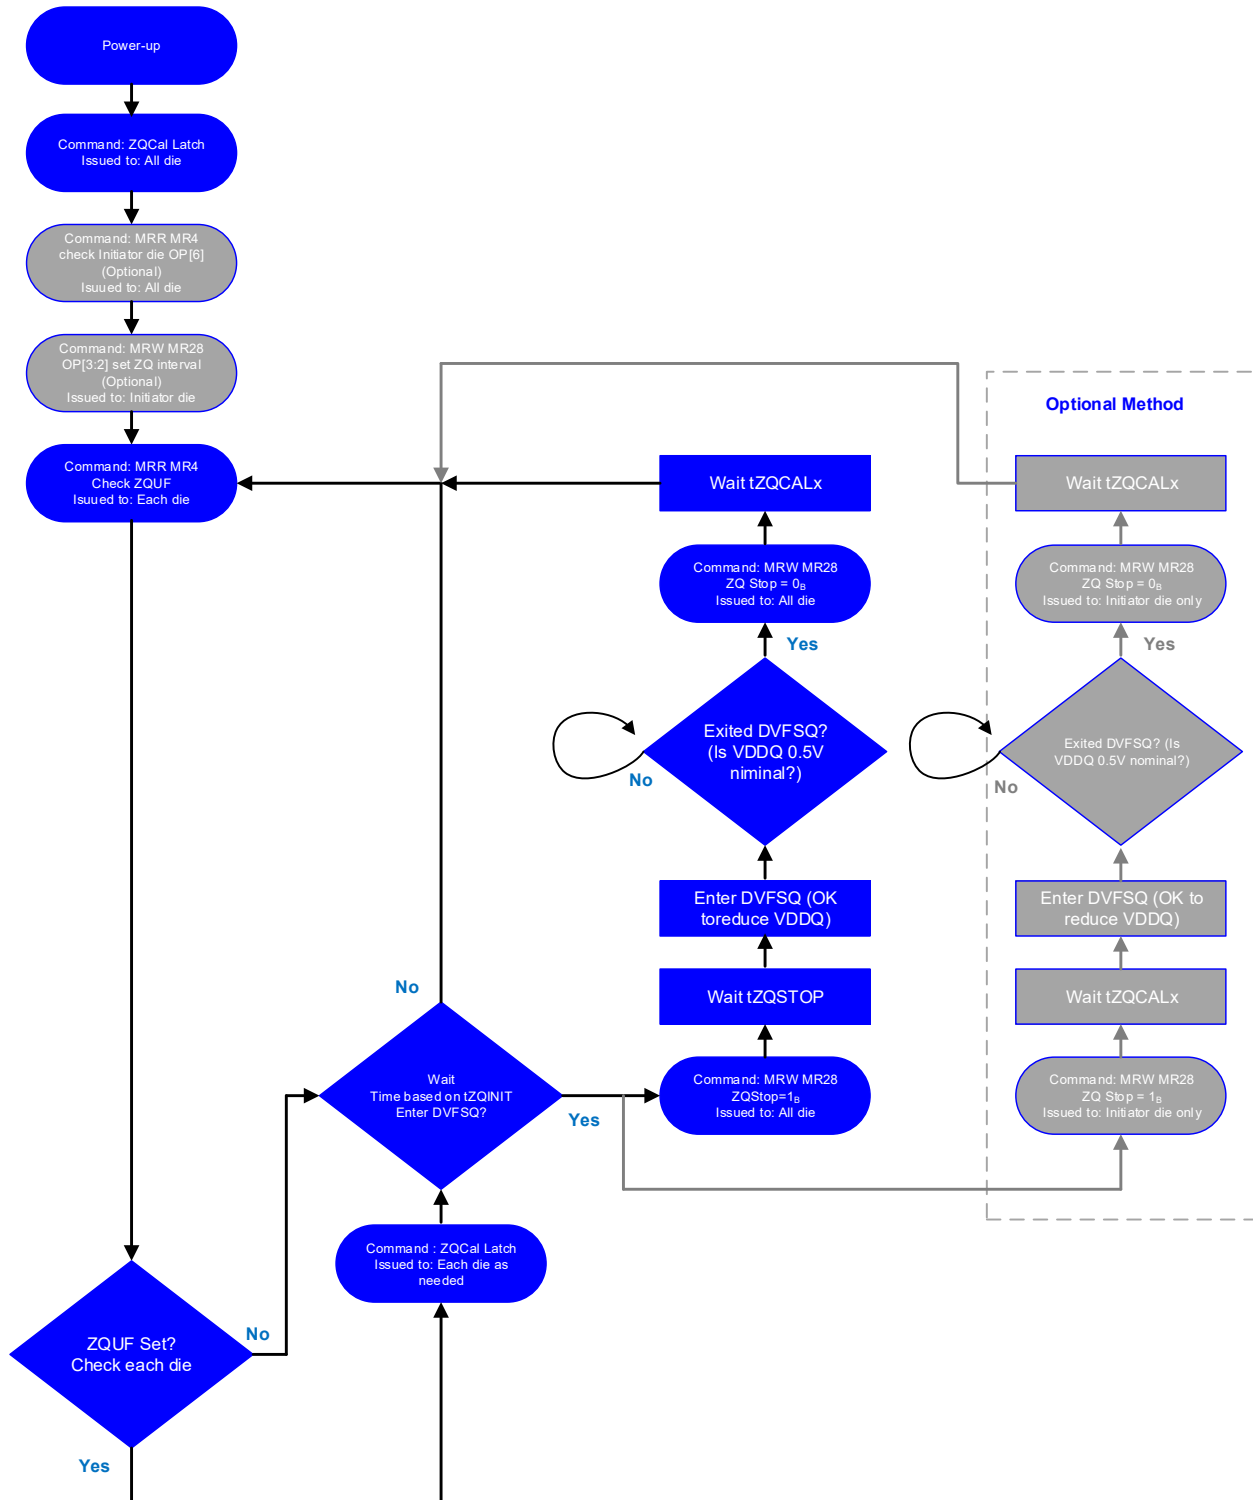 Power-up
Command: ZQCal Latch
Issued to: All die
Command: MRR MR4
check Initiator die OP[6]
(Optional)
Isuued to: All die
Command: MRW MR28
OP[3:2] set ZQ interval
(Optional)
Issued to: Initiator die
Command: MRR MR4
Check ZQUF
Isuued to: Each die
ZQUF Set?
Check each die
No
Yes
Command : ZQCal Latch
Issued to: Each die as
needed
Wait
Time based on tZQINIT
Enter DVFSQ?
No
Yes
Command: MRW MR28
ZQStop=1B
Issued to: All die
Wait tZQSTOP
Enter DVFSQ (OK
toreduce VDDQ)
Exited DVFSQ?
(Is VDDQ 0.5V
niminal?)
No
Yes
Command: MRW MR28
ZQ Stop = 0B
Issued to: All die
Wait tZQCALx
Optional Method
Wait tZQCALx
Command: MRW MR28
ZQ Stop = 0B
Issued to: Initiator die only
Yes
Exited DVFSQ? (Is
VDDQ 0.5V nominal?)
No
Enter DVFSQ (OK to
reduce VDDQ)
Wait tZQCALx
Command: MRW MR28
ZQ Stop = 1B
Issued to: Initiator die only